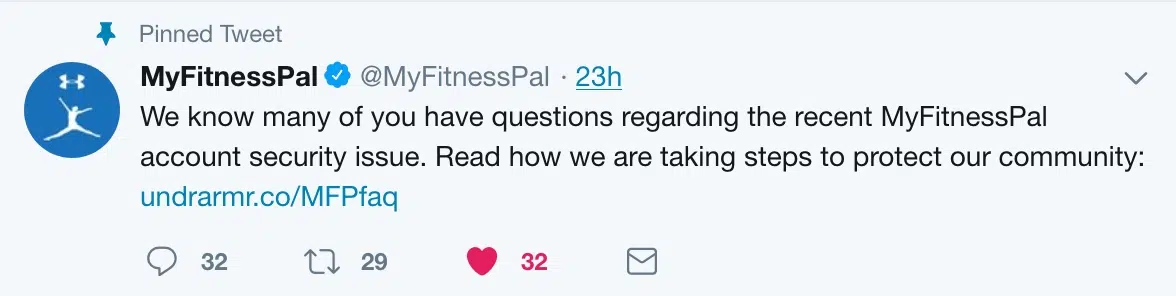 Pinned Tweet
MyFitnessPal @MyFitnessPal · 23h
We know many of you have questions regarding the recent MyFitnessPal
account security issue. Read how we are taking steps to protect our community:
undrarmr.co/MFPfaq
32 29 32